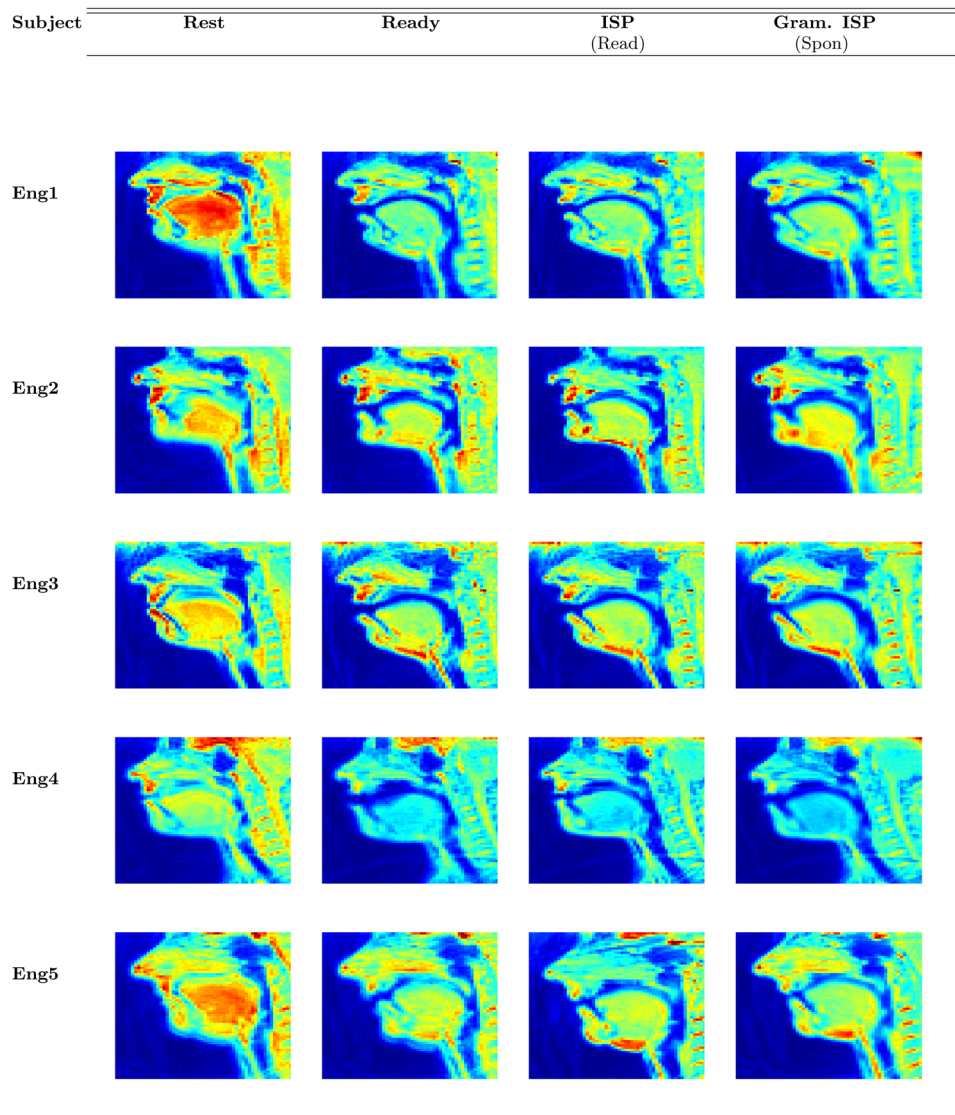 Subject Rest Ready ISP Gram. ISP
(Read) (Spon)
Eng1
Eng2
Eng3
Eng4
Eng5